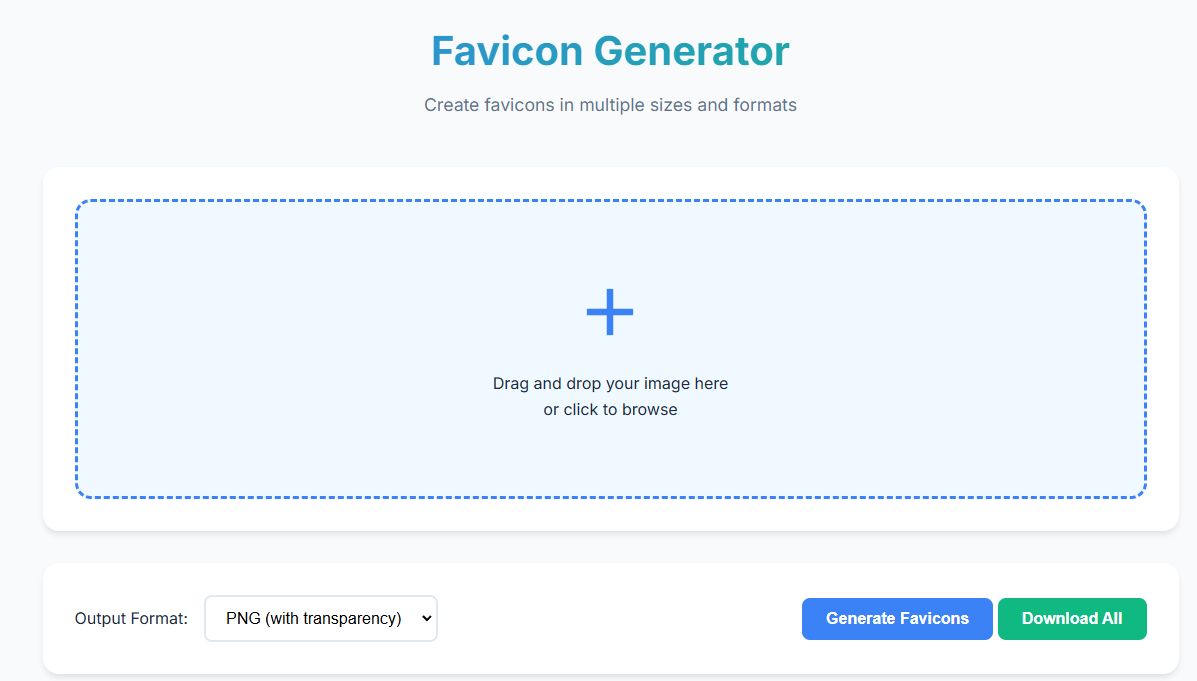 Favicon Generator
Create favicons in multiple sizes and formats
Drag and drop your image here
or click to browse
Output Format:
PNG (with transparency)
Generate Favicons
Download All